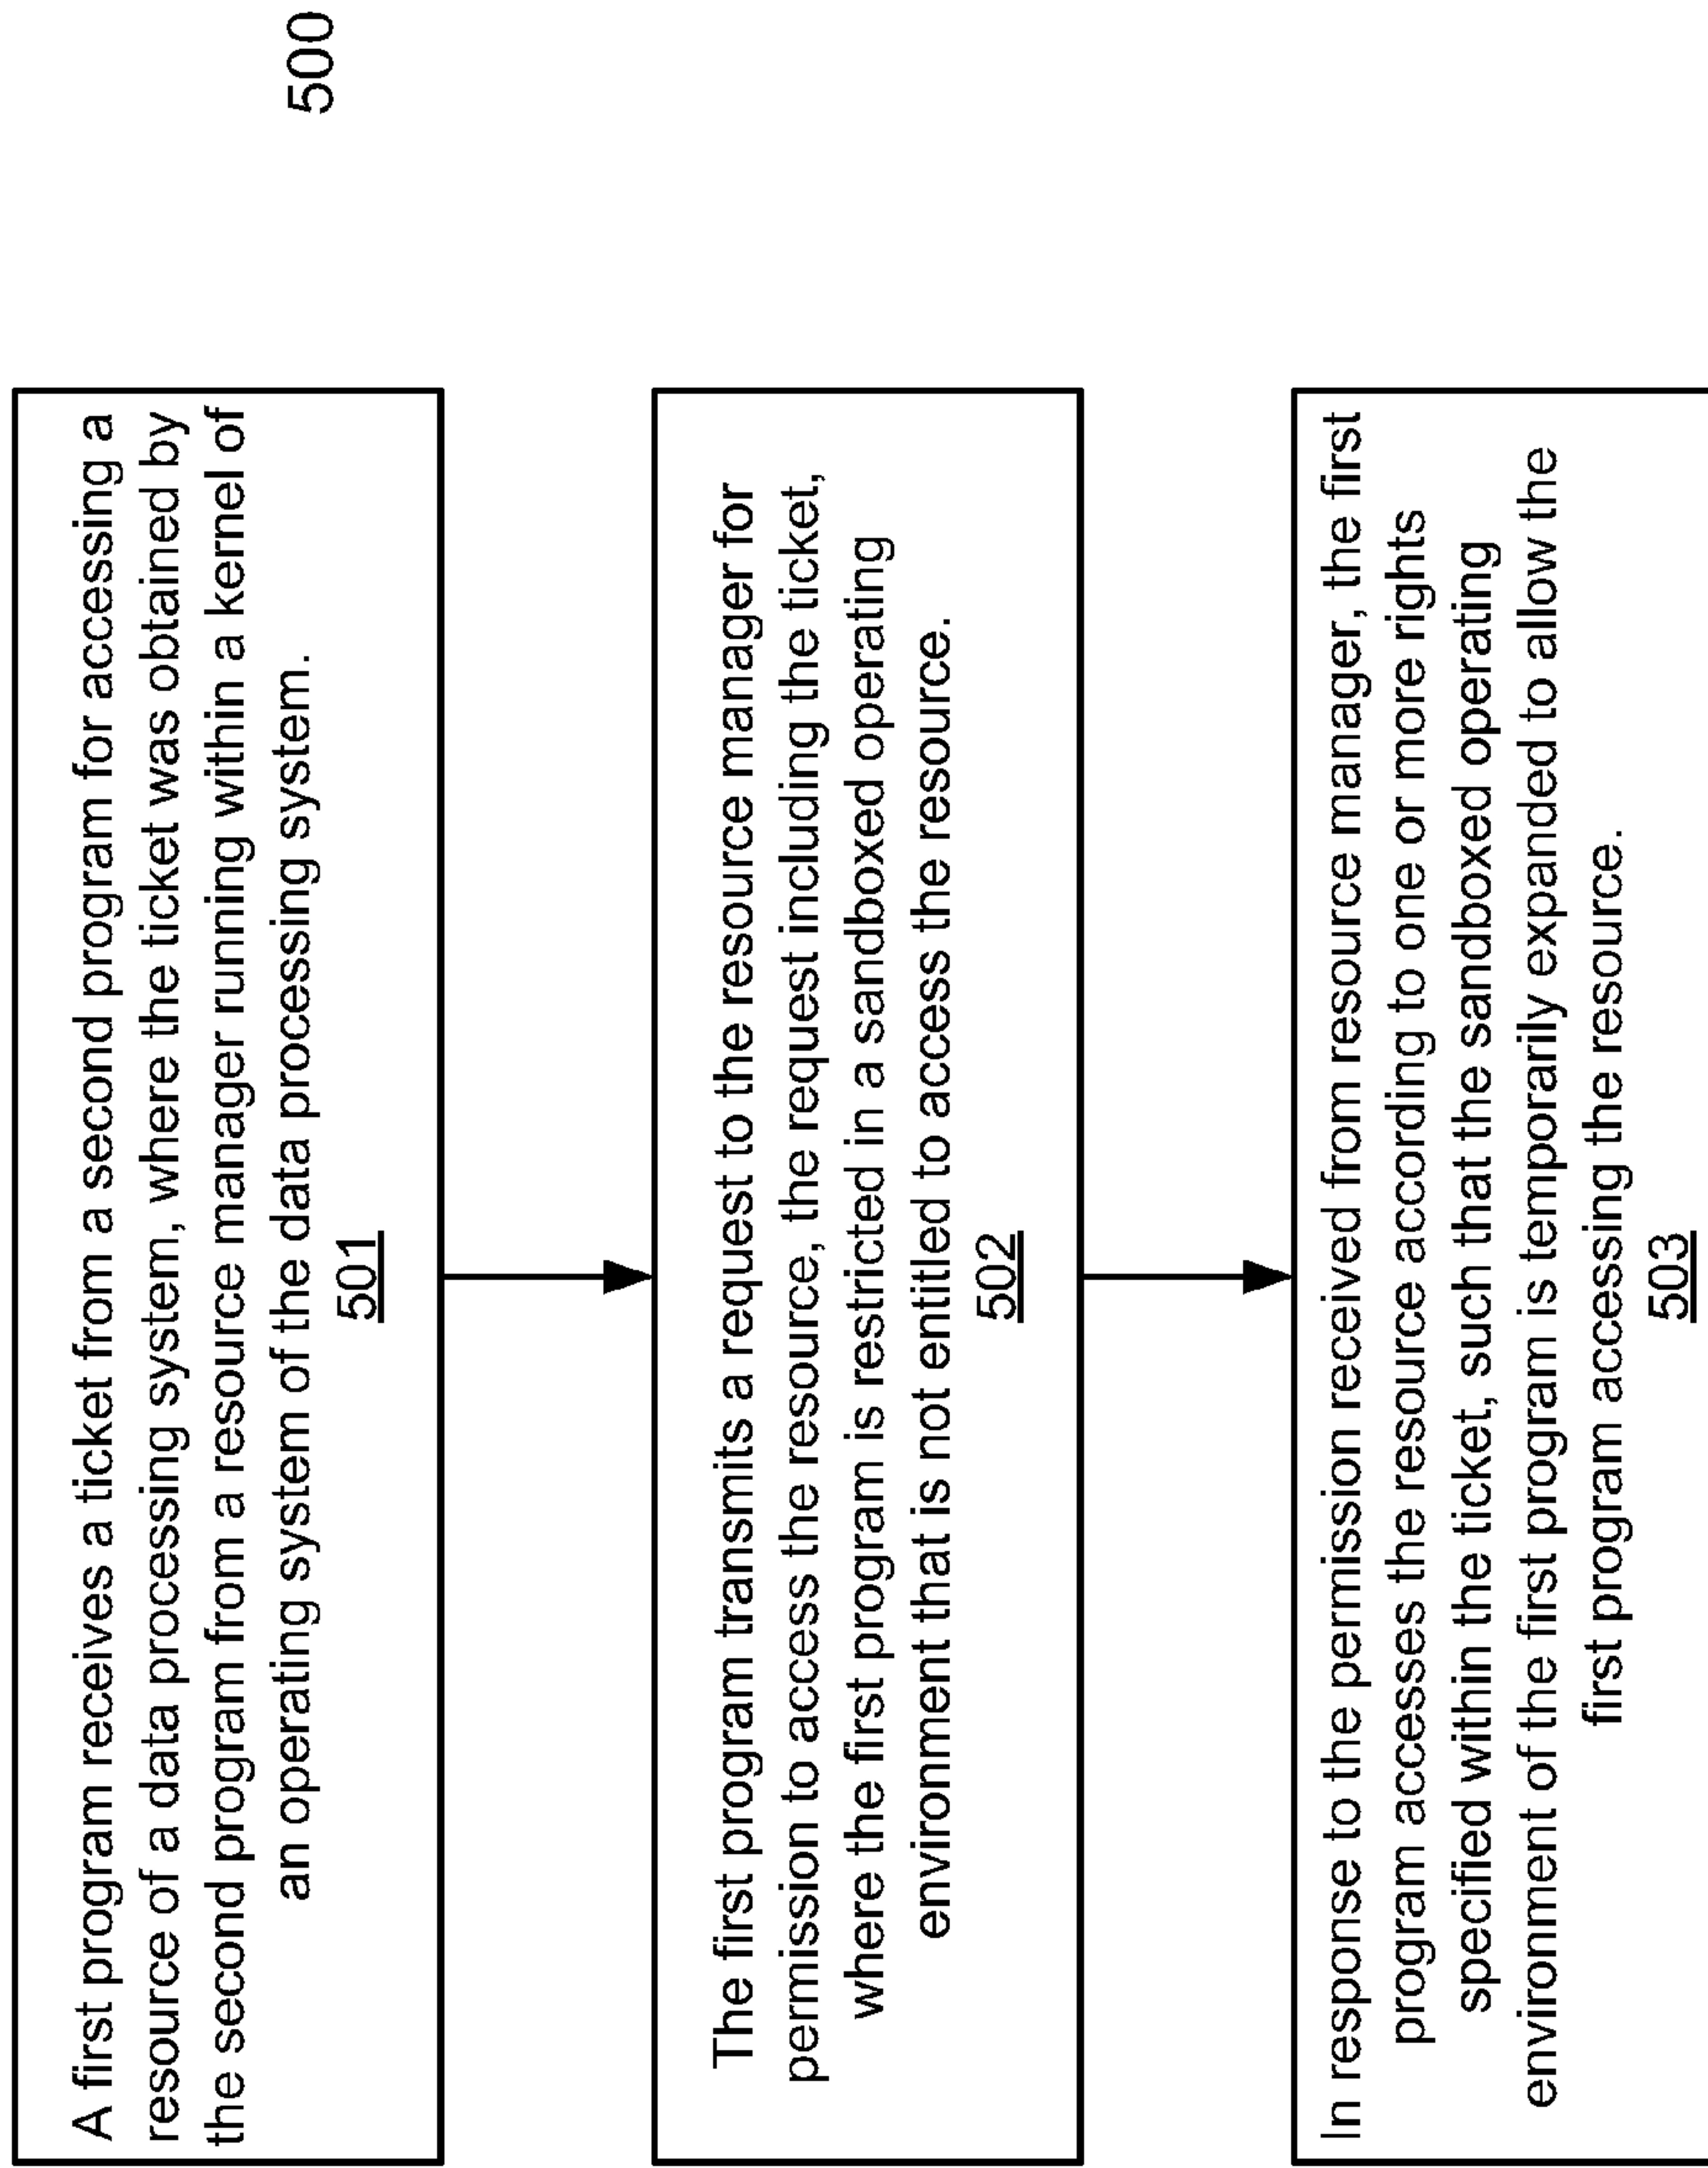 500
A first program receives a ticket from a second program for accessing a
resource of a data processing system, where the ticket was obtained by
the second program from a resource manager running within a kernel of
an operating system of the data processing system.
501
The first program transmits a request to the resource manager for
permission to access the resource, the request including the ticket,
where the first program is restricted in a sandboxed operating
environment that is not entitled to access the resource.
502
In response to the permission received from resource manager, the first
program accesses the resource according to one or more rights
specified within the ticket, such that the sandboxed operating
environment of the first program is temporarily expanded to allow the
first program accessing the resource.
503